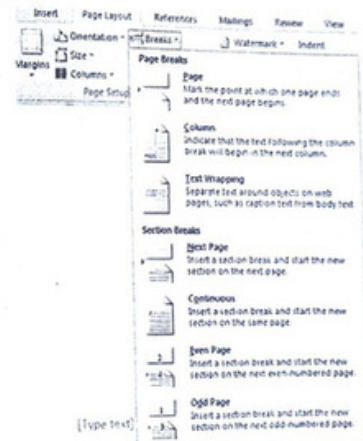 Insert Page Layout References Mailings Review View
Orientation Breaks Watermark Indent
Margins Size
Columns
Page Setup
Page Breaks
Page
Mark the point at which one page ends
and the next page begins.
Column
Indicate that the text following the column
break will begin in the next column.
Text Wrapping
Separate text around objects on web
pages, such as caption text from body text.
Section Breaks
Next Page
Insert a section break and start the new
section on the next page.
Continuous
Insert a section break and start the new
section on the same page.
Even Page
Insert a section break and start the new
section on the next even-numbered page.
Odd Page
Insert a section break and start the new
section on the next odd-numbered page.
[Type text]